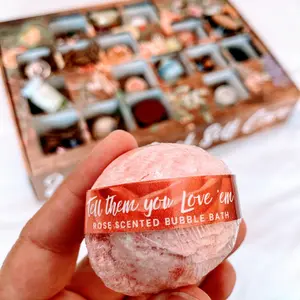 Tell them you Love 'em
ROSE SCENTED BUBBLE BATH